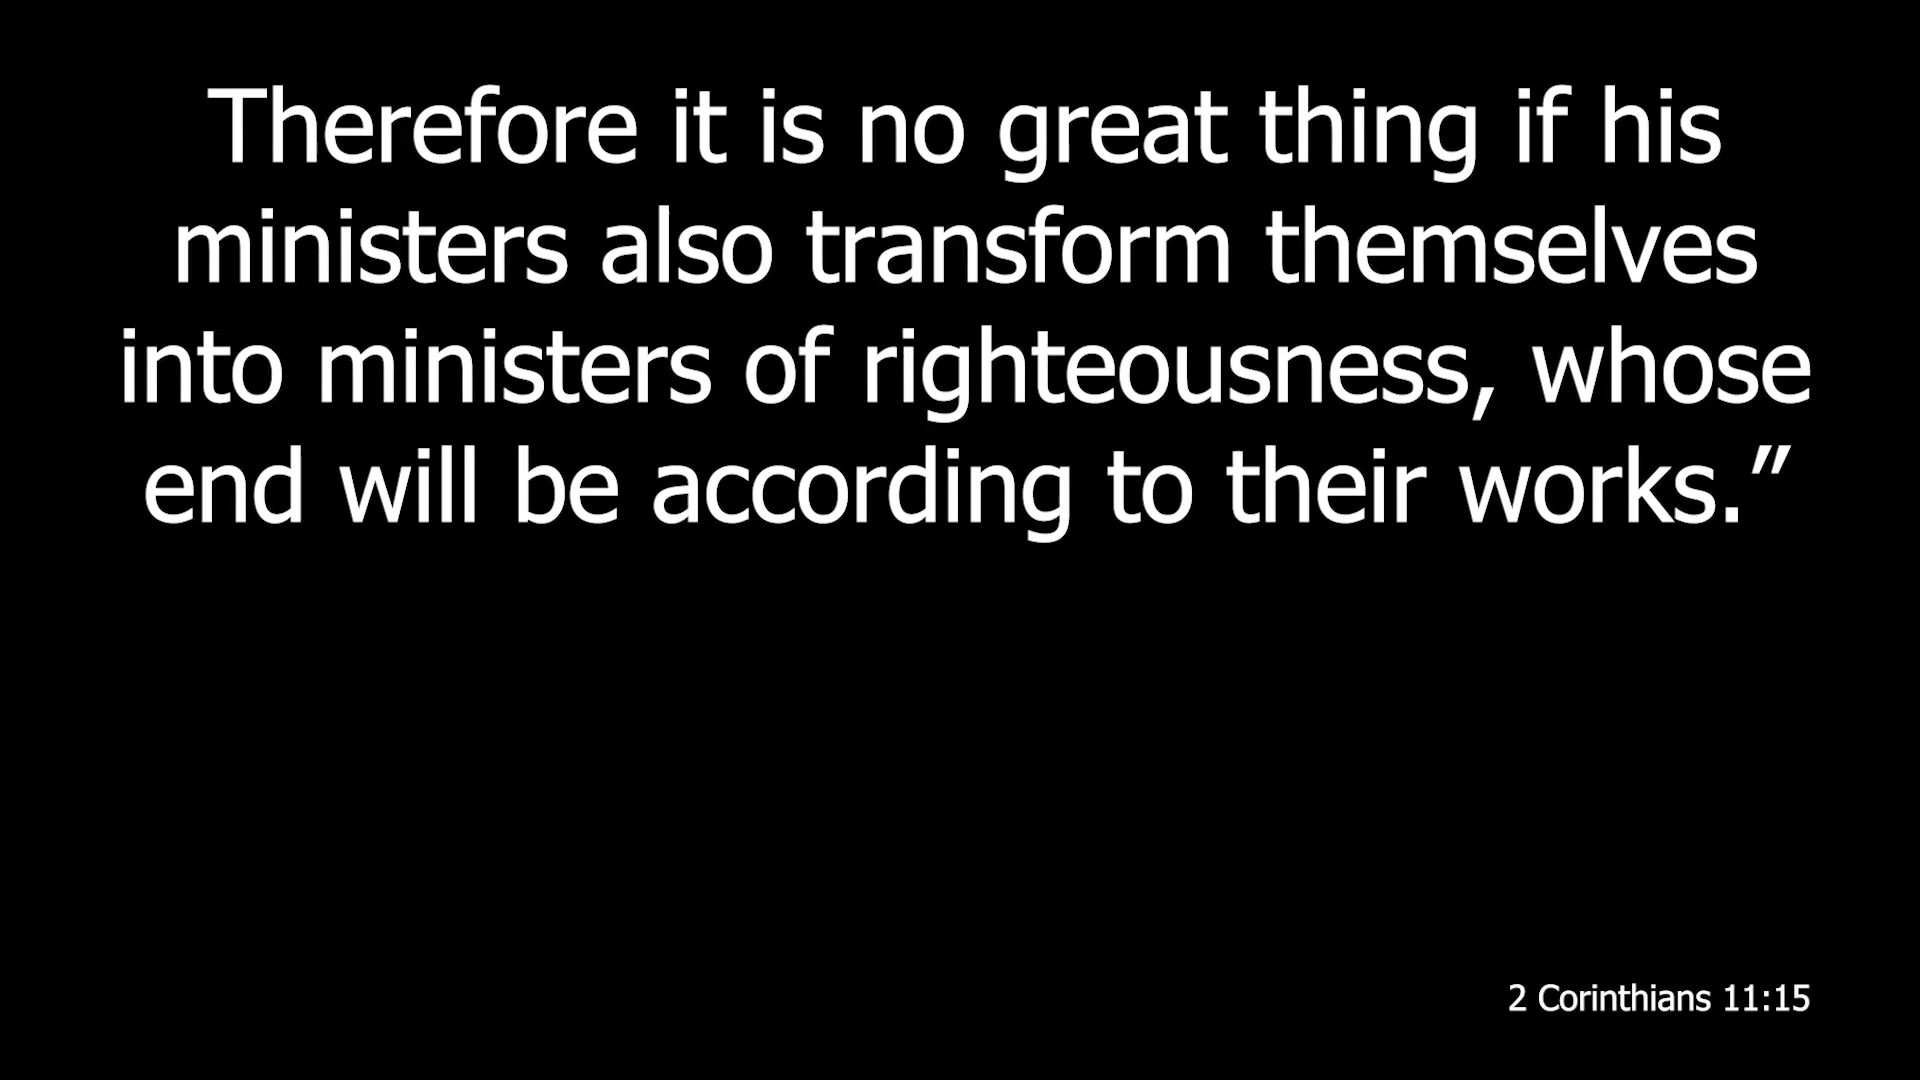 Therefore it is no great thing if his
ministers also transform themselves
into ministers of righteousness, whose
end will be according to their works.”
2 Corinthians 11:15